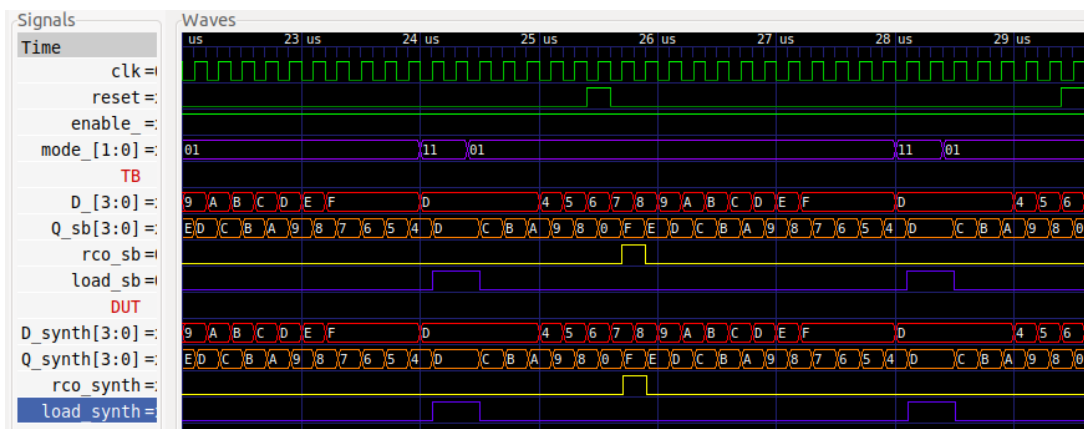 Signals
Waves
Time
us 23 us 24 us 25 us 26 us 27 us 28 us 29 us
clk =
reset =
enable_ =
mode_[1:0] = 01 11 01 11 01
TB
D_[3:0] = 9 A B C D E F D 4 5 6 7 8 9 A B C D E F D 4 5 6
Q_sb[3:0] = E D C B A 9 8 7 6 5 4 D C B A 9 8 0 F E D C B A 9 8 7 6 5 4 D C B A 9 8 0
rco_sb =
load_sb =
DUT
D_synth[3:0] = 9 A B C D E F D 4 5 6 7 8 9 A B C D E F D 4 5 6
Q_synth[3:0] = E D C B A 9 8 7 6 5 4 D C B A 9 8 0 F E D C B A 9 8 7 6 5 4 D C B A 9 8 0
rco_synth =
load_synth =